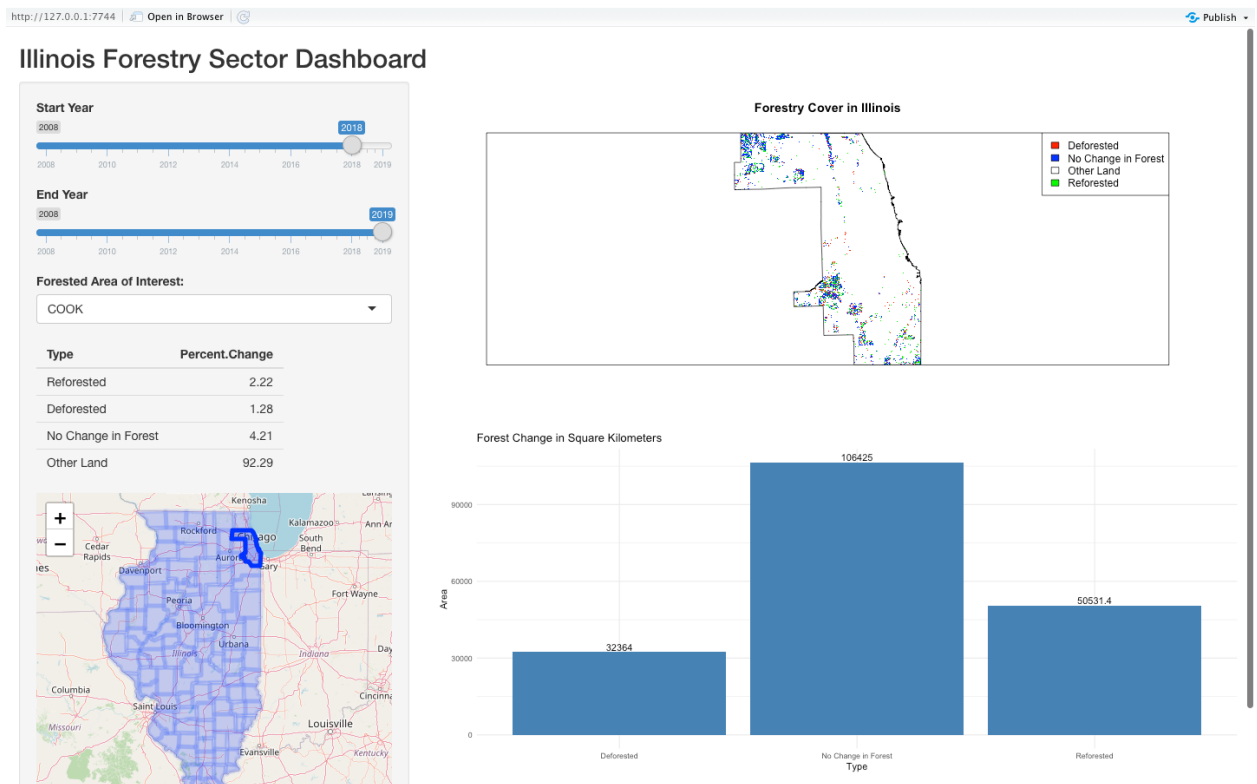 http://127.0.0.1:7744 Open in Browser Publish
Illinois Forestry Sector Dashboard
Start Year
2008 2018
2008 2010 2012 2014 2016 2018 2019
End Year
2008 2019
2008 2010 2012 2014 2016 2018 2019
Forested Area of Interest:
COOK
Type Percent.Change
Reforested 2.22
Deforested 1.28
No Change in Forest 4.21
Other Land 92.29
+
−
Lansing
Kenosha
Rockford
Kalamazoo
Ann Ar
Cedar
Rapids
South
Bend
Davenport
Fort Wayne
Peoria
Bloomington
Urbana
Illinois
Indiana
Day
Columbia
Cincinna
Saint Louis
Missouri
Louisville
Evansville
Kentucky
Forestry Cover in Illinois
Deforested
No Change in Forest
Other Land
Reforested
Forest Change in Square Kilometers
106425
90000
60000
50531.4
32364
30000
0
Area
Deforested No Change in Forest Reforested
Type